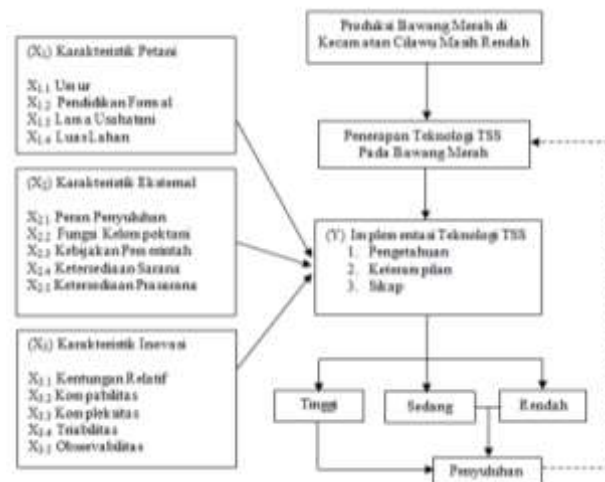 (X₁) Karakteristik Petani
X₁.₁ Umur
X₁.₂ Pendidikan Formal
X₁.₃ Lama Usahatani
X₁.₄ Luas Lahan
(X₂) Karakteristik Eksternal
X₂.₁ Peran Penyuluhan
X₂.₂ Fungsi Kelompoktani
X₂.₃ Kebijakan Pemerintah
X₂.₄ Ketersediaan Sarana
X₂.₅ Ketersediaan Prasarana
(X₃) Karakteristik Inovasi
X₃.₁ Kentungan Relatif
X₃.₂ Kompabilitas
X₃.₃ Kompleksitas
X₃.₄ Triabilitas
X₃.₅ Observabilitas
Produksi Bawang Merah di
Kecamatan Cilawu Masih Rendah
Penerapan Teknologi TSS
Pada Bawang Merah
(Y) Implementasi Teknologi TSS
1. Pengetahuan
2. Keterampilan
3. Sikap
Tinggi
Sedang
Rendah
Penyuluhan